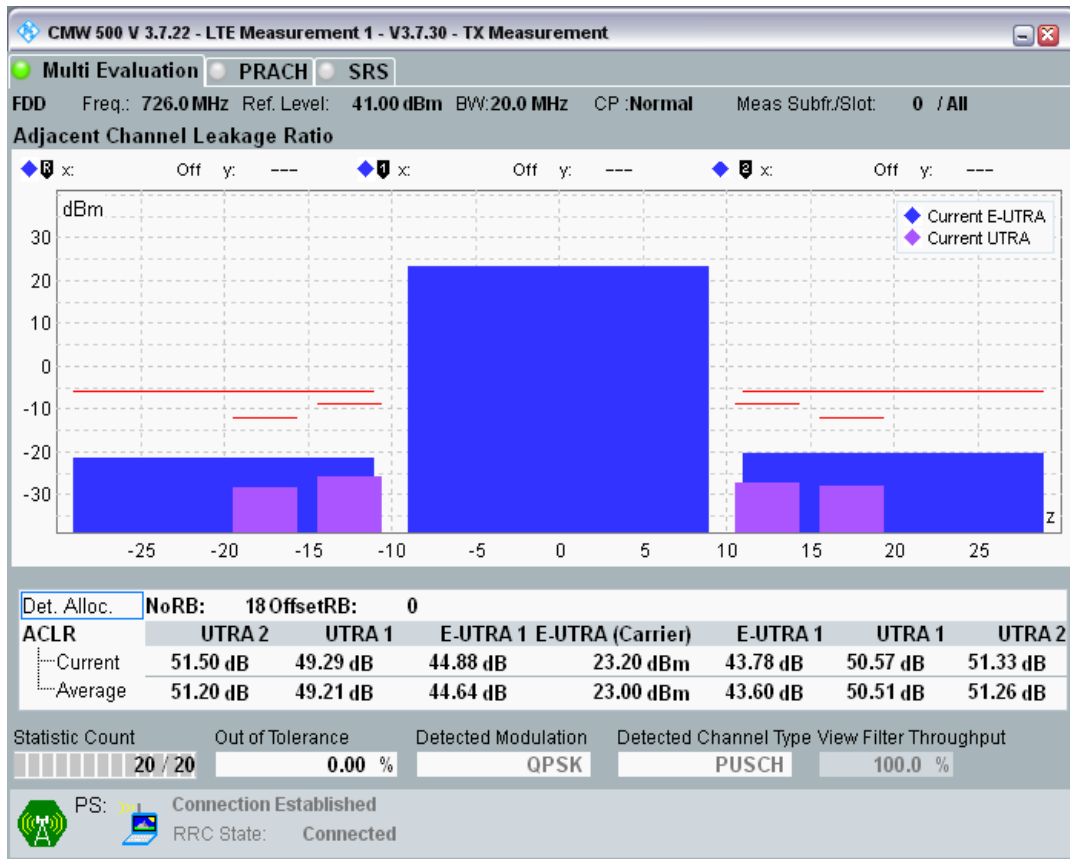 CMW 500 V 3.7.22 - LTE Measurement 1 - V3.7.30 - TX Measurement
Multi Evaluation PRACH SRS
FDD Freq.: 726.0 MHz Ref. Level: 41.00 dBm BW: 20.0 MHz CP :Normal Meas Subfr./Slot: 0 / All
Adjacent Channel Leakage Ratio
R x: Off y: --- 1 x: Off y: --- 2 x: Off y: ---
dBm
Current E-UTRA
Current UTRA
30
20
10
0
-10
-20
-30
z
-25 -20 -15 -10 -5 0 5 10 15 20 25
Det. Alloc. NoRB: 18 OffsetRB: 0
ACLR UTRA 2 UTRA 1 E-UTRA 1 E-UTRA (Carrier) E-UTRA 1 UTRA 1 UTRA 2
Current 51.50 dB 49.29 dB 44.88 dB 23.20 dBm 43.78 dB 50.57 dB 51.33 dB
Average 51.20 dB 49.21 dB 44.64 dB 23.00 dBm 43.60 dB 50.51 dB 51.26 dB
Statistic Count Out of Tolerance Detected Modulation Detected Channel Type View Filter Throughput
20 / 20 0.00 % QPSK PUSCH 100.0 %
PS: Connection Established
RRC State: Connected